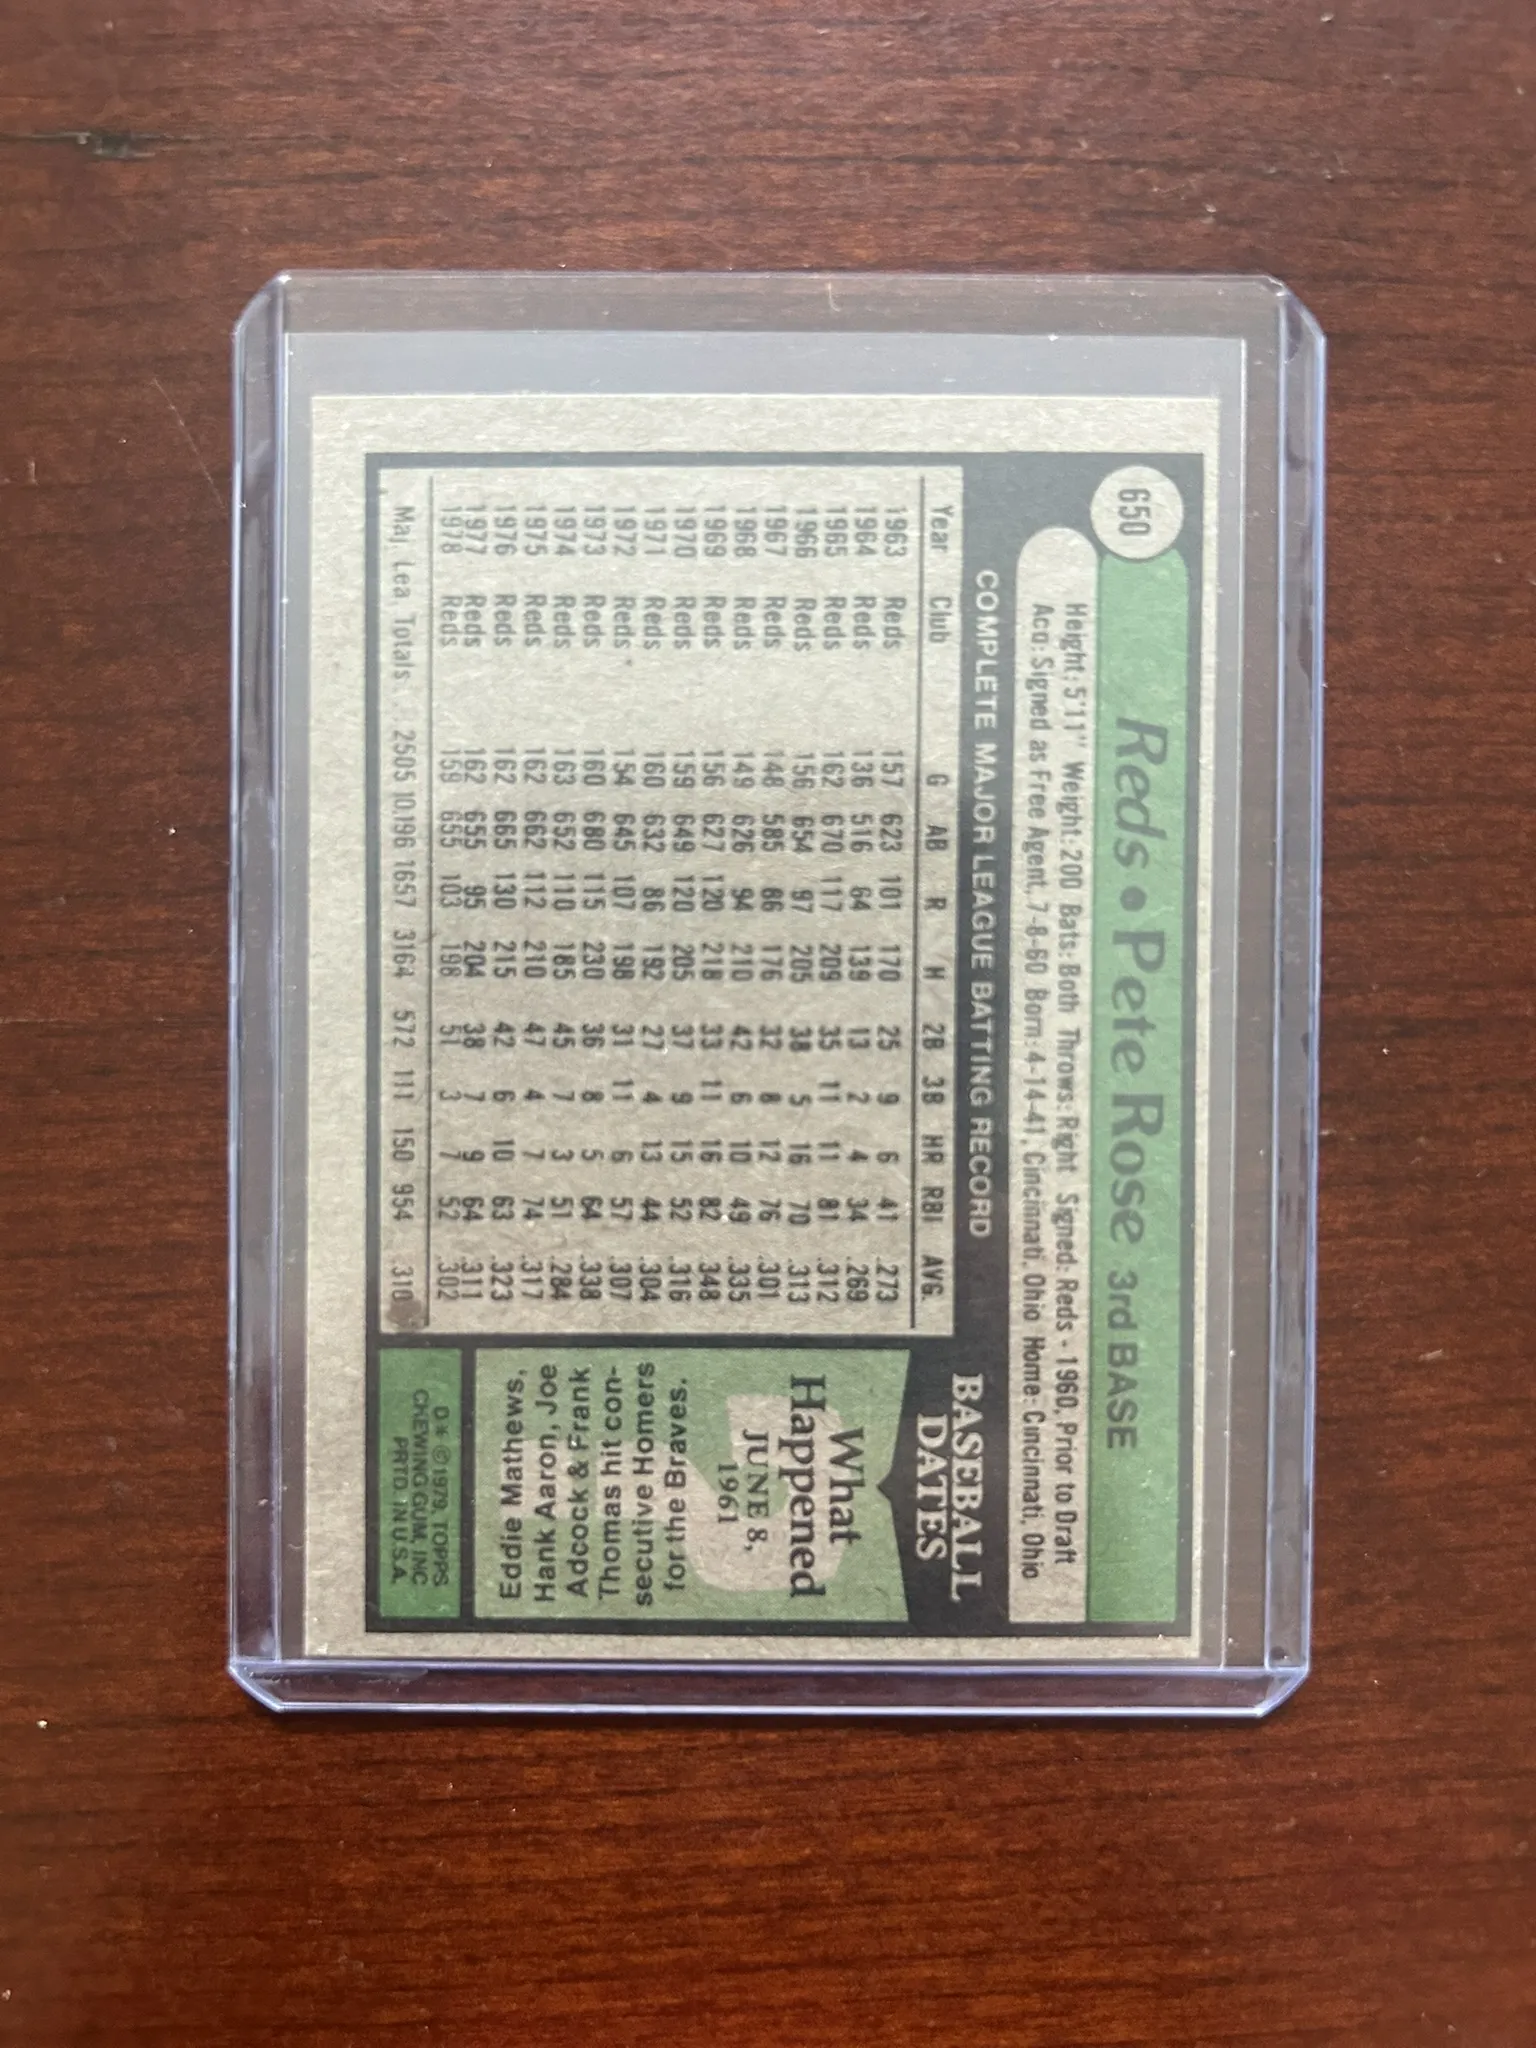 650
Reds • Pete Rose 3rd BASE
Height: 5'11" Weight: 200 Bats: Both Throws: Right Signed: Reds - 1960, Prior to Draft
Acq: Signed as Free Agent, 7-8-60 Born: 4-14-41, Cincinnati, Ohio Home: Cincinnati, Ohio
COMPLETE MAJOR LEAGUE BATTING RECORD
Year Club G AB R H 2B 3B HR RBI AVG.
1963 Reds 157 623 101 170 25 9 6 41 .273
1964 Reds 136 516 64 139 13 2 4 34 .269
1965 Reds 162 670 117 209 35 11 11 81 .312
1966 Reds 156 654 97 205 38 5 16 70 .313
1967 Reds 148 585 86 176 32 8 12 76 .301
1968 Reds 149 626 94 210 42 6 10 49 .335
1969 Reds 156 627 120 218 33 11 16 82 .348
1970 Reds 159 649 120 205 37 9 15 52 .316
1971 Reds 160 632 86 192 27 4 13 44 .304
1972 Reds 154 645 107 198 31 11 6 57 .307
1973 Reds 160 680 115 230 36 8 5 64 .338
1974 Reds 163 652 110 185 45 7 3 51 .284
1975 Reds 162 662 112 210 47 4 7 74 .317
1976 Reds 162 665 130 215 42 6 10 63 .323
1977 Reds 162 655 95 204 38 7 9 64 .311
1978 Reds 159 655 103 198 51 3 7 52 .302
Maj. Lea. Totals . . 2505 10,196 1657 3164 572 111 150 954 .310
BASEBALL
DATES
What
Happened
JUNE 8,
1961
Eddie Mathews,
Hank Aaron, Joe
Adcock & Frank
Thomas hit con-
secutive Homers
for the Braves.
D * © 1979, TOPPS
CHEWING GUM, INC
PRTD. IN U.S.A.